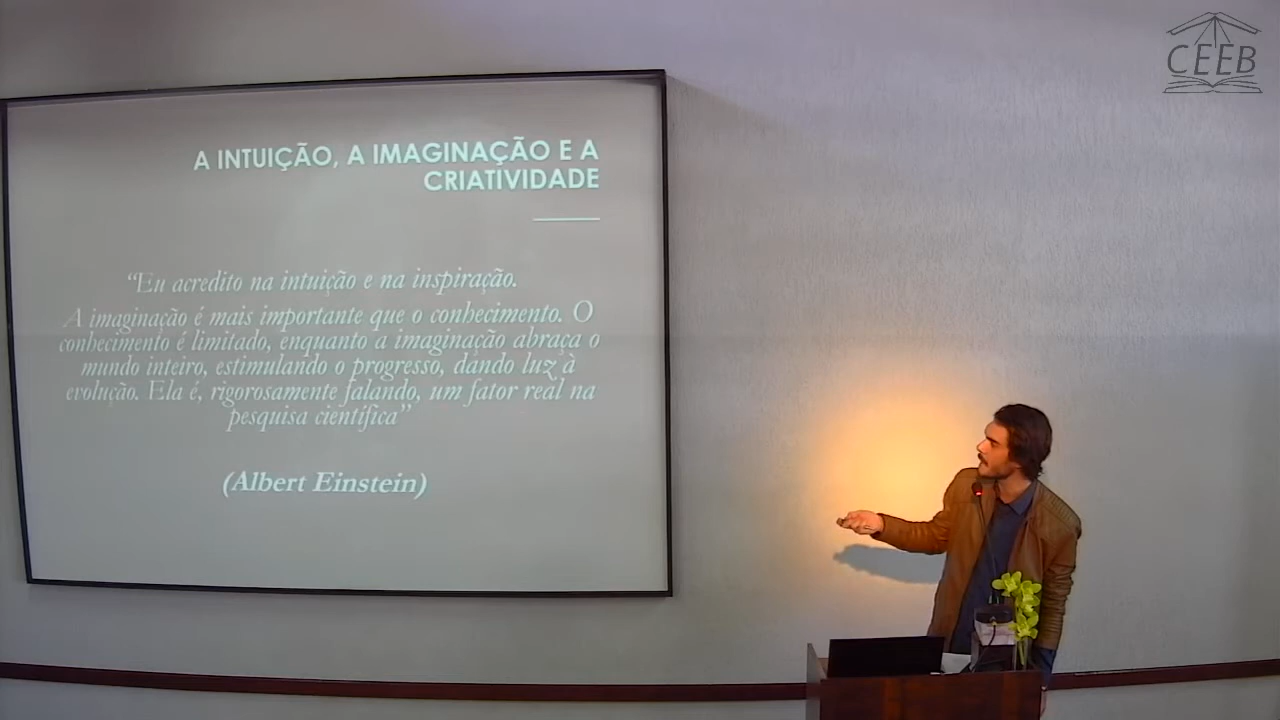 CEEB
A INTUIÇÃO, A IMAGINAÇÃO E A
CRIATIVIDADE
“Eu acredito na intuição e na inspiração.
A imaginação é mais importante que o conhecimento. O
conhecimento é limitado, enquanto a imaginação abraça o
mundo inteiro, estimulando o progresso, dando luz à
evolução. Ela é, rigorosamente falando, um fator real na
pesquisa científica”
(Albert Einstein)